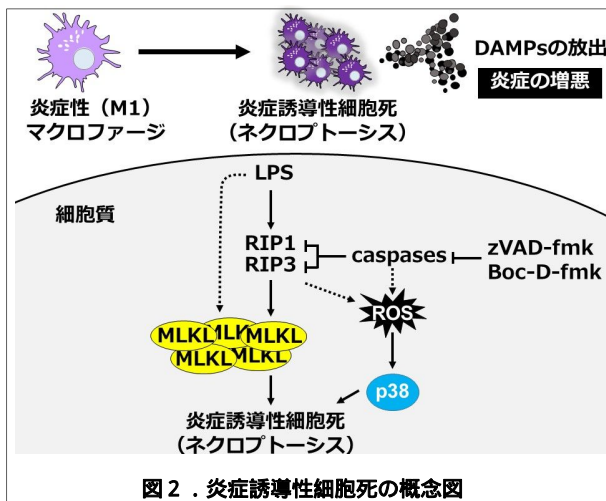 炎症性（M1）
マクロファージ
炎症誘導性細胞死
（ネクロプトーシス）
DAMPsの放出
炎症の増悪
細胞質
LPS
RIP1
RIP3
caspases
zVAD-fmk
Boc-D-fmk
ROS
MLKL
MLKL
MLKL
MLKL
MLKL
p38
炎症誘導性細胞死
（ネクロプトーシス）
図２．炎症誘導性細胞死の概念図